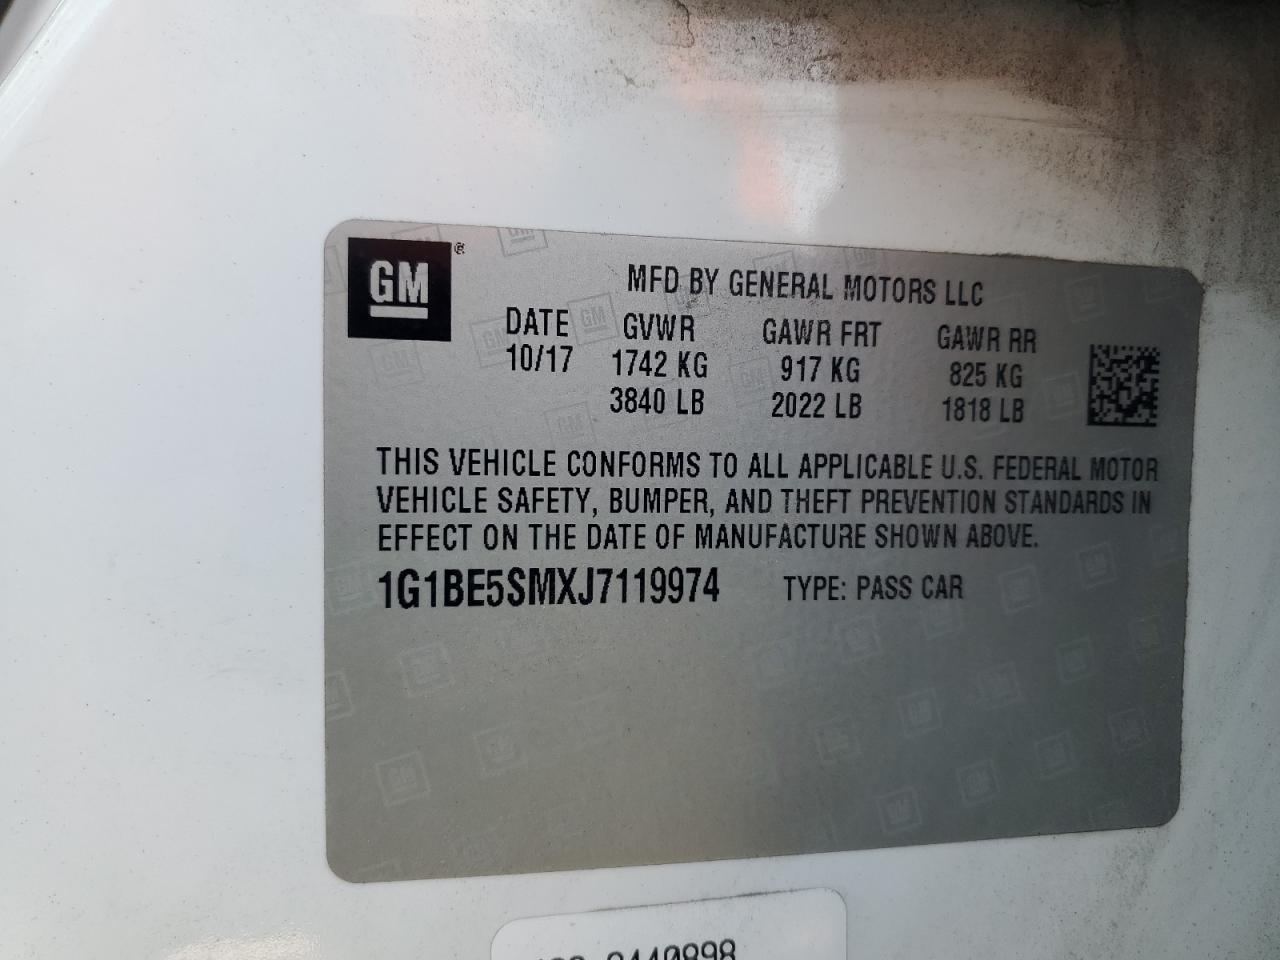 GM ®
MFD BY GENERAL MOTORS LLC
DATE GVWR GAWR FRT GAWR RR
10/17 1742 KG 917 KG 825 KG
3840 LB 2022 LB 1818 LB
THIS VEHICLE CONFORMS TO ALL APPLICABLE U.S. FEDERAL MOTOR
VEHICLE SAFETY, BUMPER, AND THEFT PREVENTION STANDARDS IN
EFFECT ON THE DATE OF MANUFACTURE SHOWN ABOVE.
1G1BE5SMXJ7119974 TYPE: PASS CAR